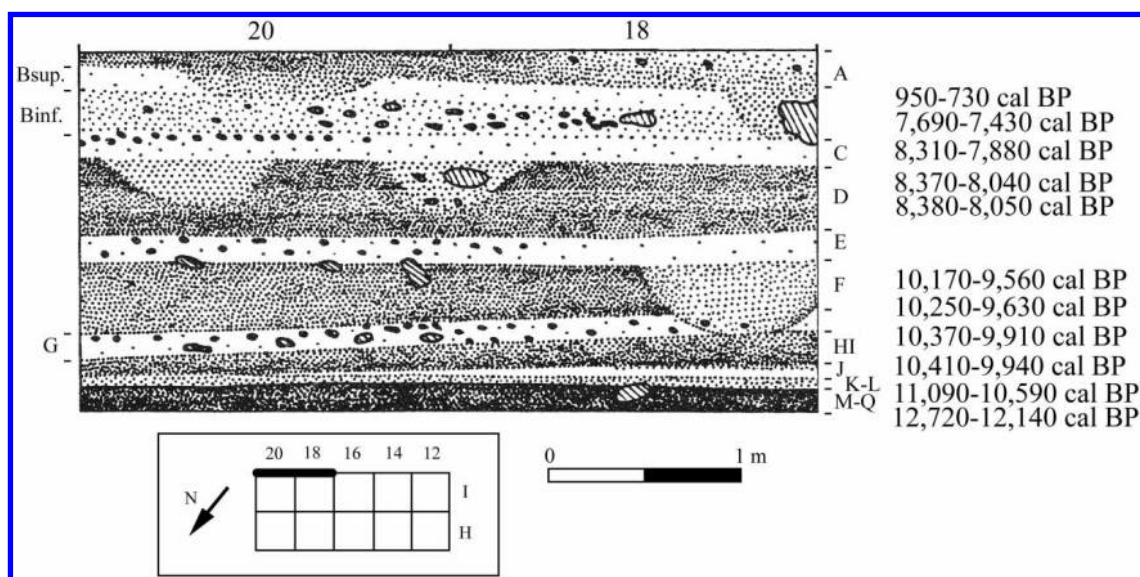 20 18
Bsup.
Binf.
G
A
C
D
E
F
HI
J
K-L
M-Q
950-730 cal BP
7,690-7,430 cal BP
8,310-7,880 cal BP
8,370-8,040 cal BP
8,380-8,050 cal BP
10,170-9,560 cal BP
10,250-9,630 cal BP
10,370-9,910 cal BP
10,410-9,940 cal BP
11,090-10,590 cal BP
12,720-12,140 cal BP
20 18 16 14 12
N
I
H
0 1 m